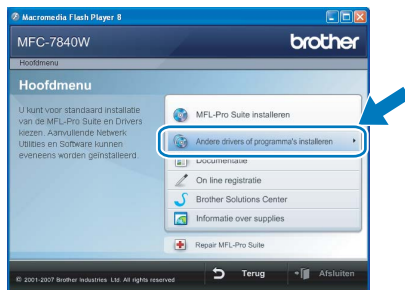 Macromedia Flash Player 8
MFC-7840W
brother
Hoofdmenu
Hoofdmenu
U kunt voor standaard installatie
van de MFL-Pro Suite en Drivers
kiezen. Aanvullende Netwerk
Utilities en Software kunnen
eveneens worden geïnstalleerd.
MFL-Pro Suite installeren
Andere drivers of programma's installeren
Documentatie
On line registratie
Brother Solutions Center
Informatie over supplies
Repair MFL-Pro Suite
© 2001-2007 Brother Industries, Ltd. All rights reserved
Terug
Afsluiten